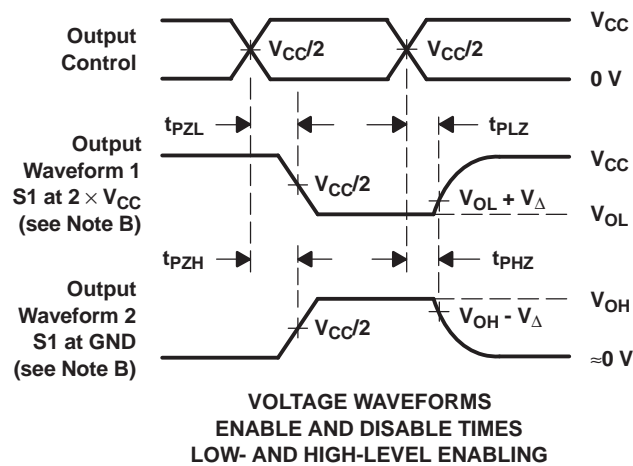 Output
Control
V_CC/2
V_CC/2
V_CC
0 V
t_PZL
t_PLZ
Output
Waveform 1
S1 at 2 × V_CC
(see Note B)
V_CC/2
V_CC
V_OL + V_Δ
V_OL
t_PZH
t_PHZ
Output
Waveform 2
S1 at GND
(see Note B)
V_CC/2
V_OH
V_OH - V_Δ
≈0 V
VOLTAGE WAVEFORMS
ENABLE AND DISABLE TIMES
LOW- AND HIGH-LEVEL ENABLING